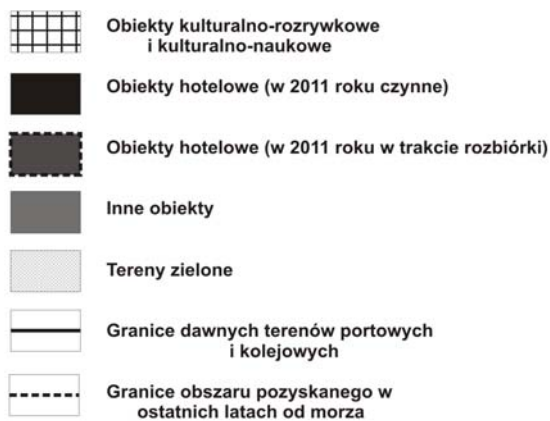 Obiekty kulturalno-rozrywkowe
i kulturalno-naukowe
Obiekty hotelowe (w 2011 roku czynne)
Obiekty hotelowe (w 2011 roku w trakcie rozbiórki)
Inne obiekty
Tereny zielone
Granice dawnych terenów portowych
i kolejowych
Granice obszaru pozyskanego w
ostatnich latach od morza